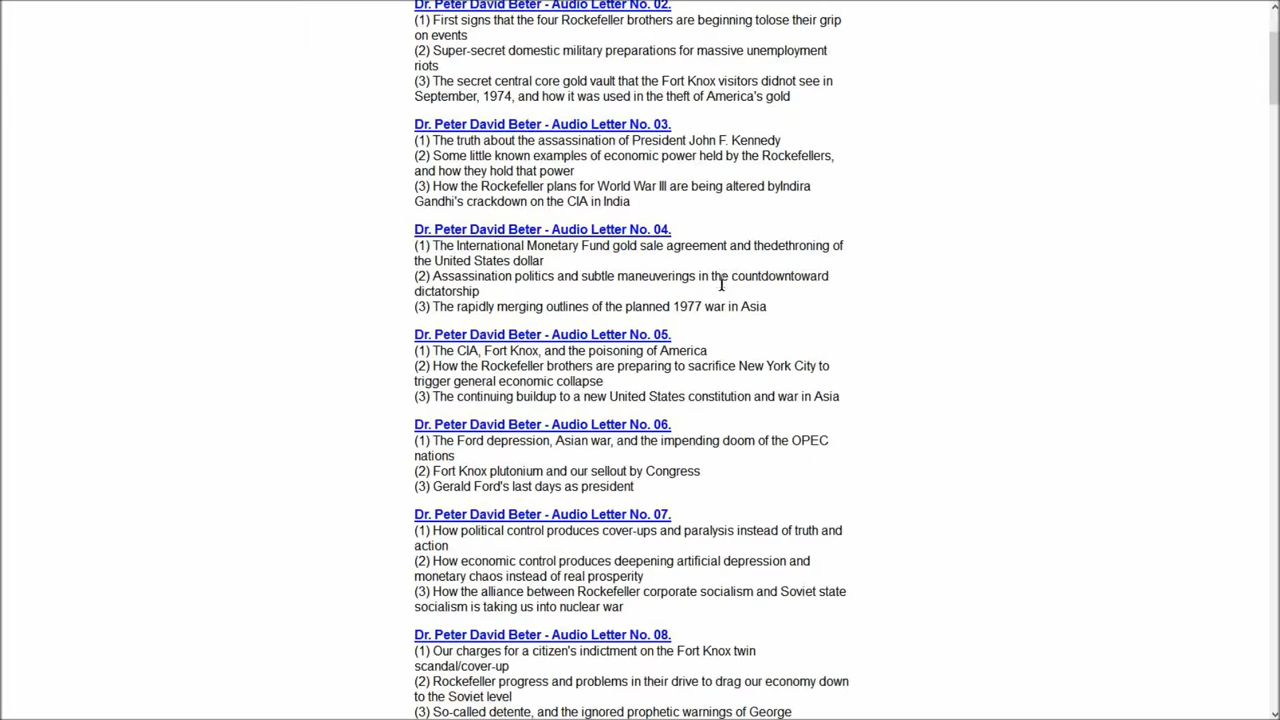 Dr. Peter David Beter - Audio Letter No. 02.
(1) First signs that the four Rockefeller brothers are beginning tolose their grip
on events
(2) Super-secret domestic military preparations for massive unemployment
riots
(3) The secret central core gold vault that the Fort Knox visitors didnot see in
September, 1974, and how it was used in the theft of America's gold
Dr. Peter David Beter - Audio Letter No. 03.
(1) The truth about the assassination of President John F. Kennedy
(2) Some little known examples of economic power held by the Rockefellers,
and how they hold that power
(3) How the Rockefeller plans for World War III are being altered byIndira
Gandhi's crackdown on the CIA in India
Dr. Peter David Beter - Audio Letter No. 04.
(1) The International Monetary Fund gold sale agreement and thedethroning of
the United States dollar
(2) Assassination politics and subtle maneuverings in the countdowntoward
dictatorship
(3) The rapidly merging outlines of the planned 1977 war in Asia
Dr. Peter David Beter - Audio Letter No. 05.
(1) The CIA, Fort Knox, and the poisoning of America
(2) How the Rockefeller brothers are preparing to sacrifice New York City to
trigger general economic collapse
(3) The continuing buildup to a new United States constitution and war in Asia
Dr. Peter David Beter - Audio Letter No. 06.
(1) The Ford depression, Asian war, and the impending doom of the OPEC
nations
(2) Fort Knox plutonium and our sellout by Congress
(3) Gerald Ford's last days as president
Dr. Peter David Beter - Audio Letter No. 07.
(1) How political control produces cover-ups and paralysis instead of truth and
action
(2) How economic control produces deepening artificial depression and
monetary chaos instead of real prosperity
(3) How the alliance between Rockefeller corporate socialism and Soviet state
socialism is taking us into nuclear war
Dr. Peter David Beter - Audio Letter No. 08.
(1) Our charges for a citizen's indictment on the Fort Knox twin
scandal/cover-up
(2) Rockefeller progress and problems in their drive to drag our economy down
to the Soviet level
(3) So-called detente, and the ignored prophetic warnings of George